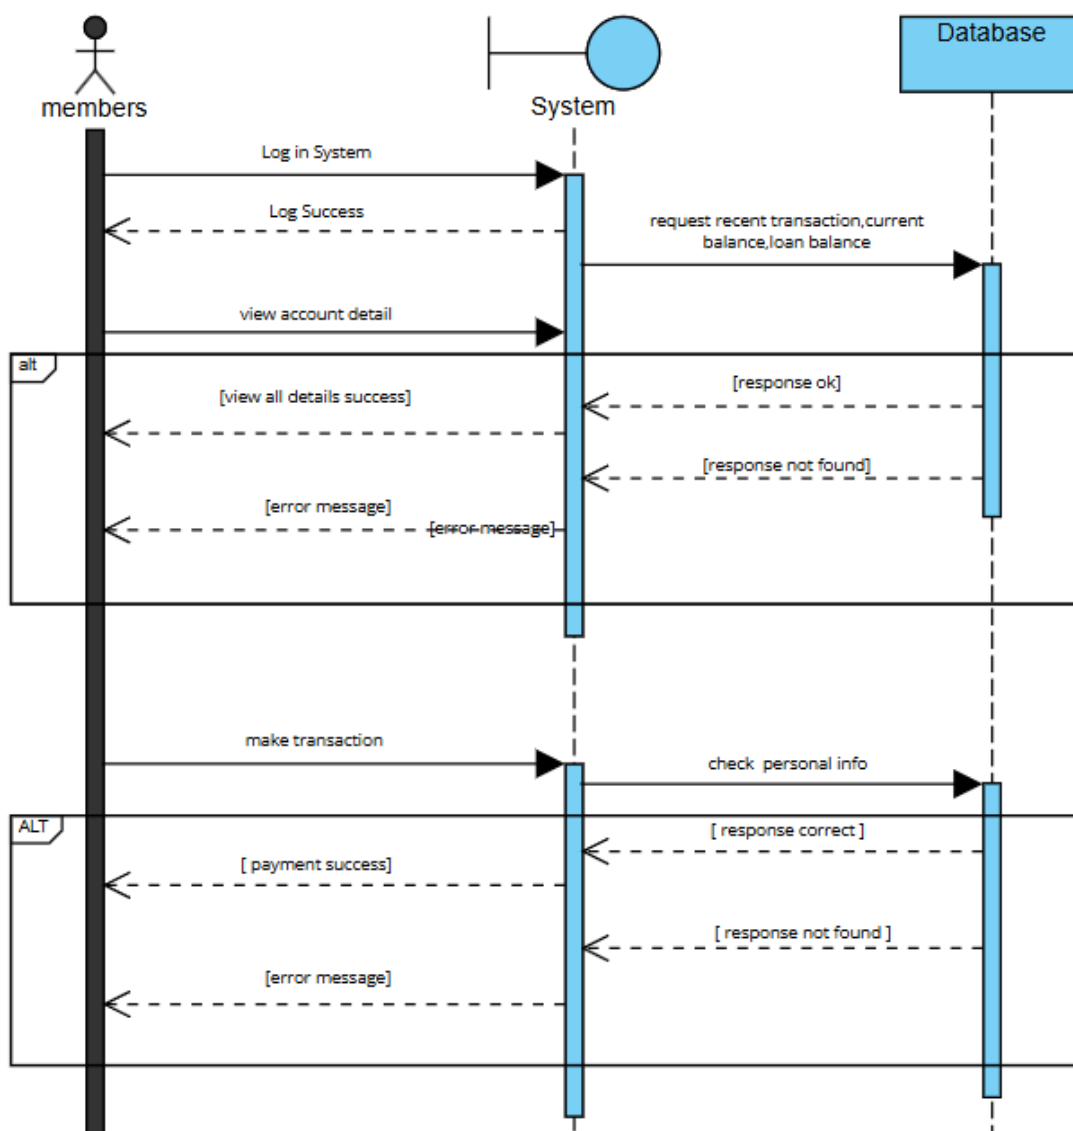 Database
members
System
Log in System
Log Success
request recent transaction,current
balance,loan balance
view account detail
alt
[response ok]
[view all details success]
[response not found]
[error message]
[error message]
make transaction
check  personal info
ALT
[ response correct ]
[ payment success]
[ response not found ]
[error message]